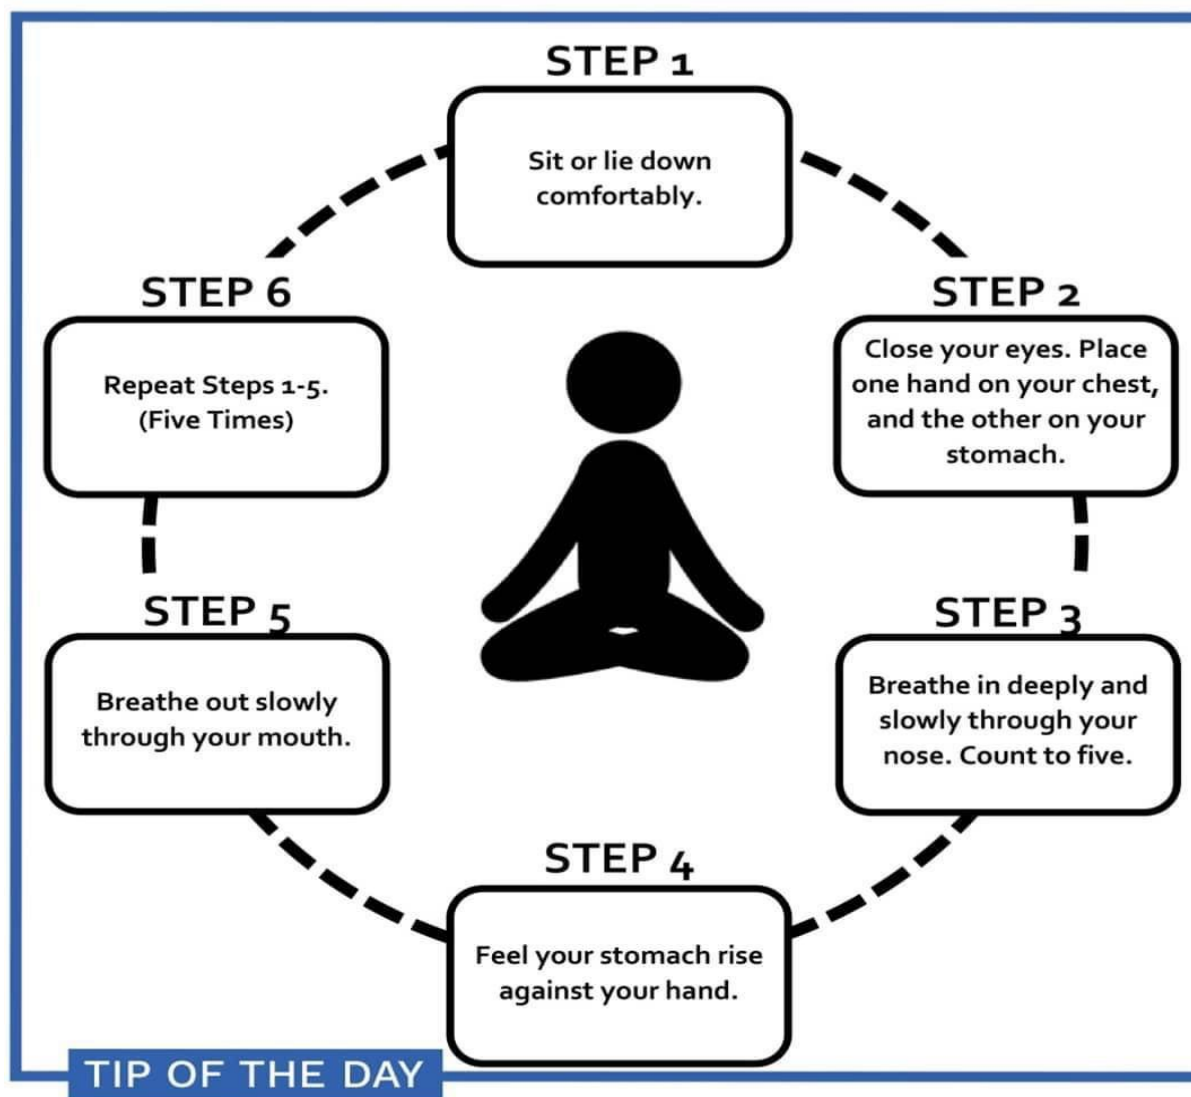 STEP 1
Sit or lie down
comfortably.
STEP 2
Close your eyes. Place
one hand on your chest,
and the other on your
stomach.
STEP 3
Breathe in deeply and
slowly through your
nose. Count to five.
STEP 4
Feel your stomach rise
against your hand.
STEP 5
Breathe out slowly
through your mouth.
STEP 6
Repeat Steps 1-5.
(Five Times)
TIP OF THE DAY